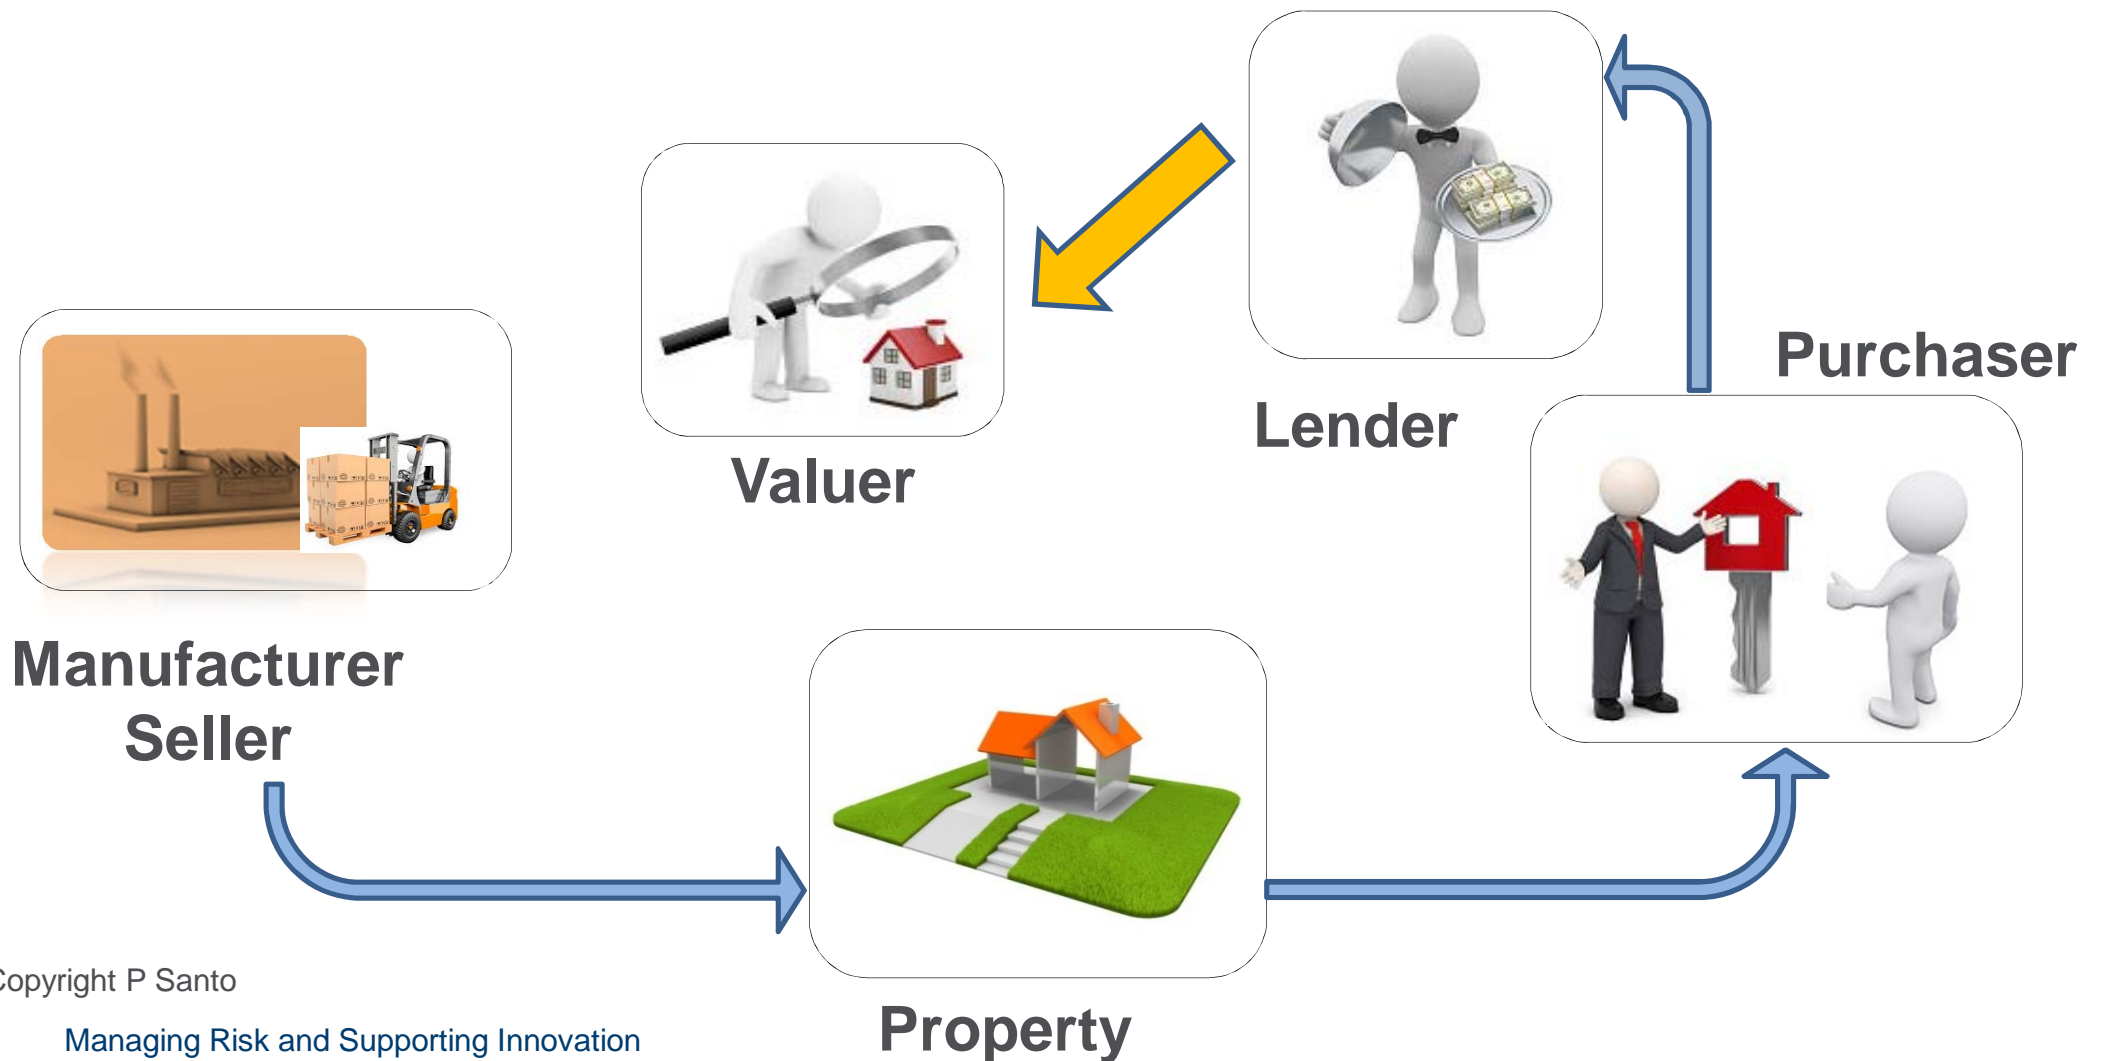 Purchaser
Lender
Valuer
Manufacturer
Seller
Property
Copyright P Santo
Managing Risk and Supporting Innovation